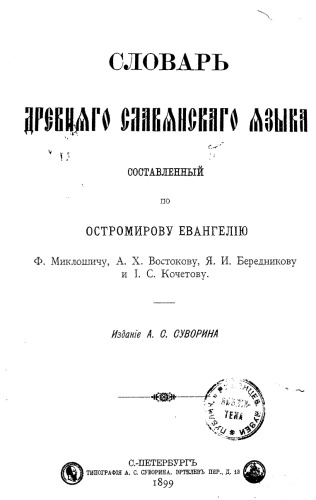 СЛОВАРЬ
ДРЕВНЯГО СЛАВЯНСКАГО ЯЗЫКА
СОСТАВЛЕННЫЙ
ПО
ОСТРОМИРОВУ ЕВАНГЕЛІЮ
Ф. Миклошичу, А. Х. Востокову, Я. И. Бередникову
и І. С. Кочетову.
Изданіе А. С. СУВОРИНА
С.-ПЕТЕРБУРГЪ
ТИПОГРАФІЯ А. С. СУВОРИНА. ЭРТЕЛЕВЪ ПЕР., Д. 13
1899